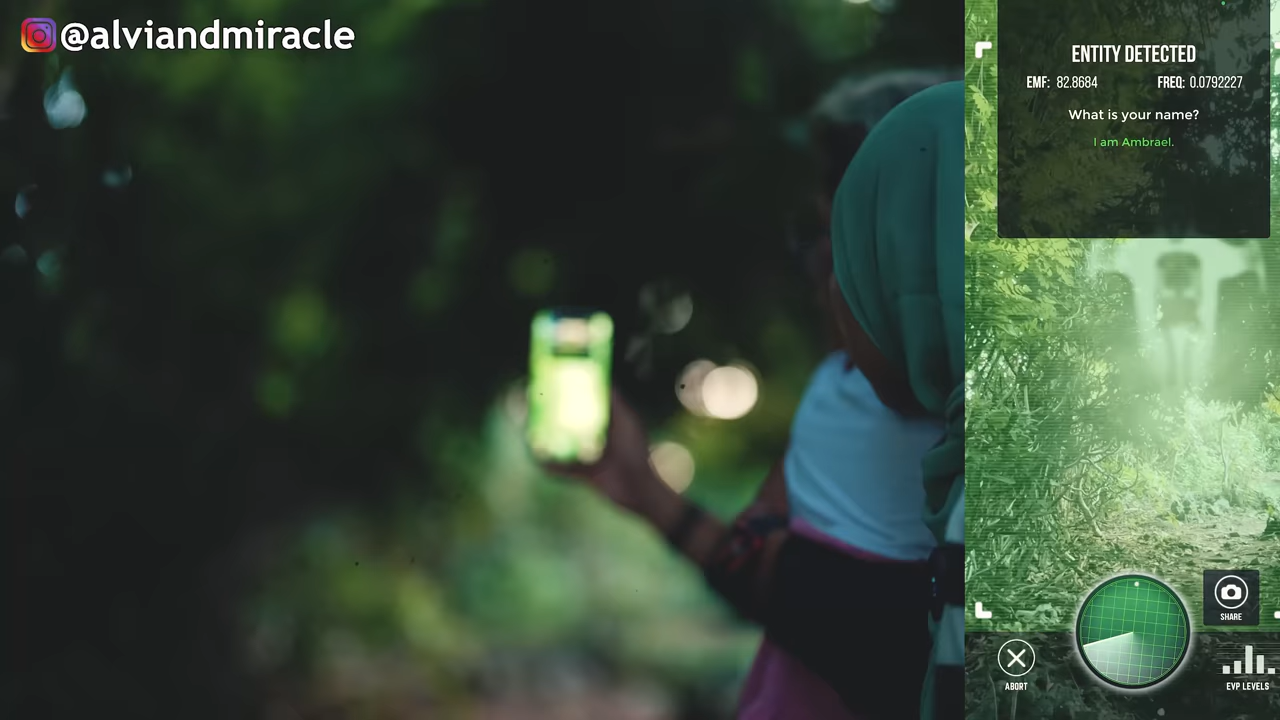 @alviandmiracle
ENTITY DETECTED
EMF: 82.8684 FREQ: 0.0792227
What is your name?
I am Ambrael.
SHARE
ABORT
EVP LEVELS